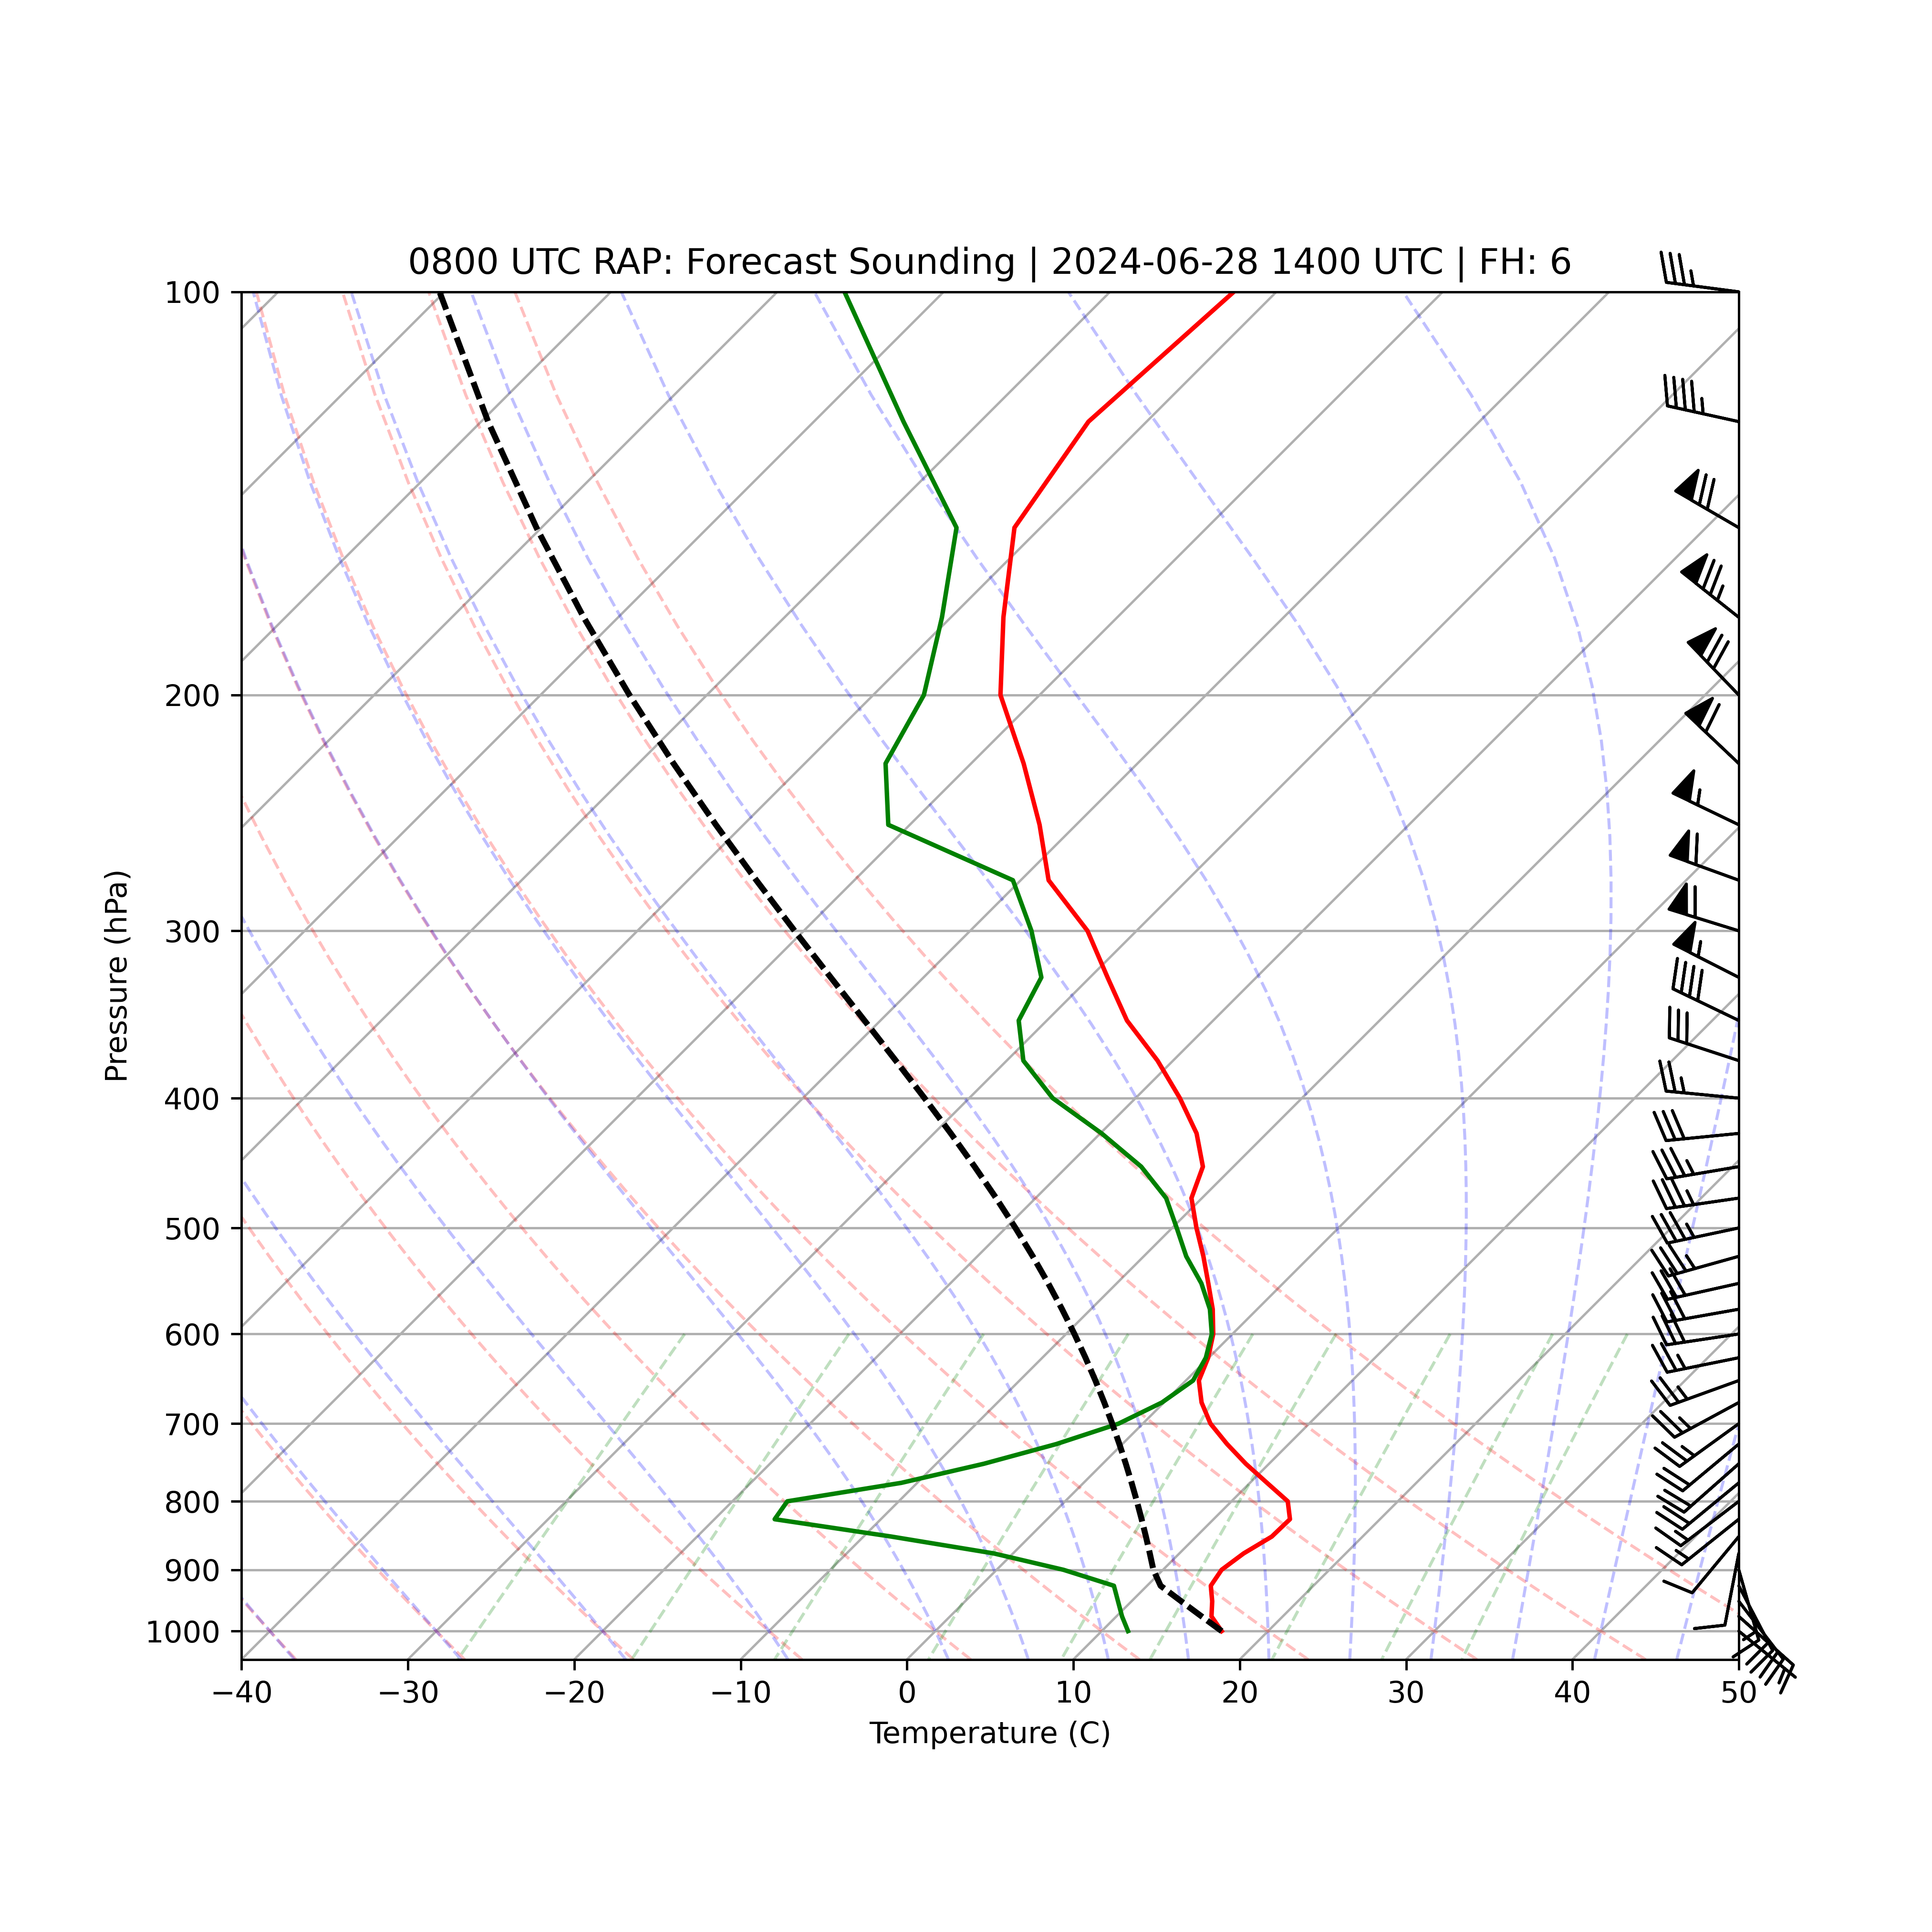 0800 UTC RAP: Forecast Sounding | 2024-06-28 1400 UTC | FH: 6
100
200
300
400
500
600
700
800
900
1000
Pressure (hPa)
−40 −30 −20 −10 0 10 20 30 40 50
Temperature (C)